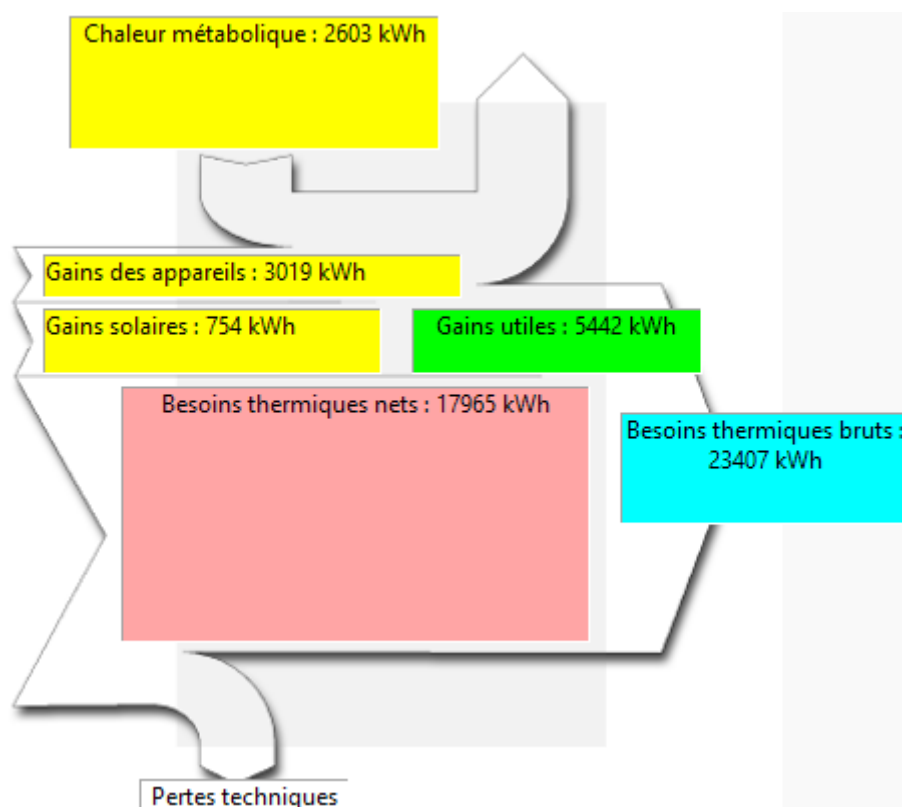 Chaleur métabolique : 2603 kWh
Gains des appareils : 3019 kWh
Gains solaires : 754 kWh
Gains utiles : 5442 kWh
Besoins thermiques nets : 17965 kWh
Besoins thermiques bruts :
23407 kWh
Pertes techniques